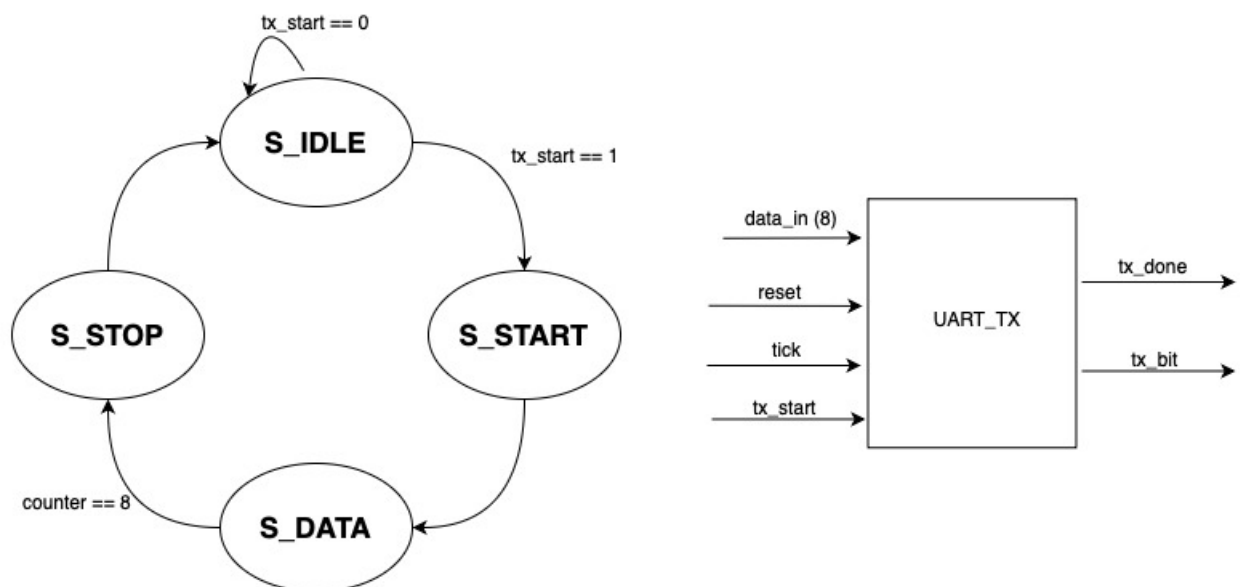 tx_start == 0
S_IDLE
tx_start == 1
S_STOP
S_START
counter == 8
S_DATA
data_in (8)
reset
tick
tx_start
UART_TX
tx_done
tx_bit